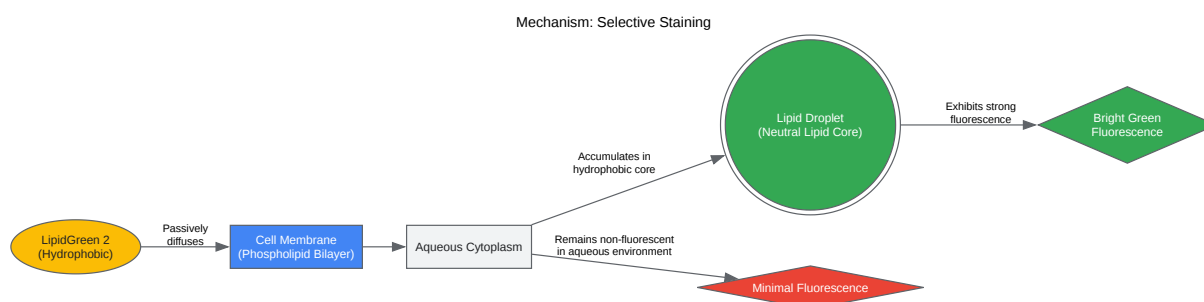 Mechanism: Selective Staining
LipidGreen 2
(Hydrophobic)
Passively
diffuses
Cell Membrane
(Phospholipid Bilayer)
Aqueous Cytoplasm
Accumulates in
hydrophobic core
Remains non-fluorescent
in aqueous environment
Lipid Droplet
(Neutral Lipid Core)
Minimal Fluorescence
Exhibits strong
fluorescence
Bright Green
Fluorescence